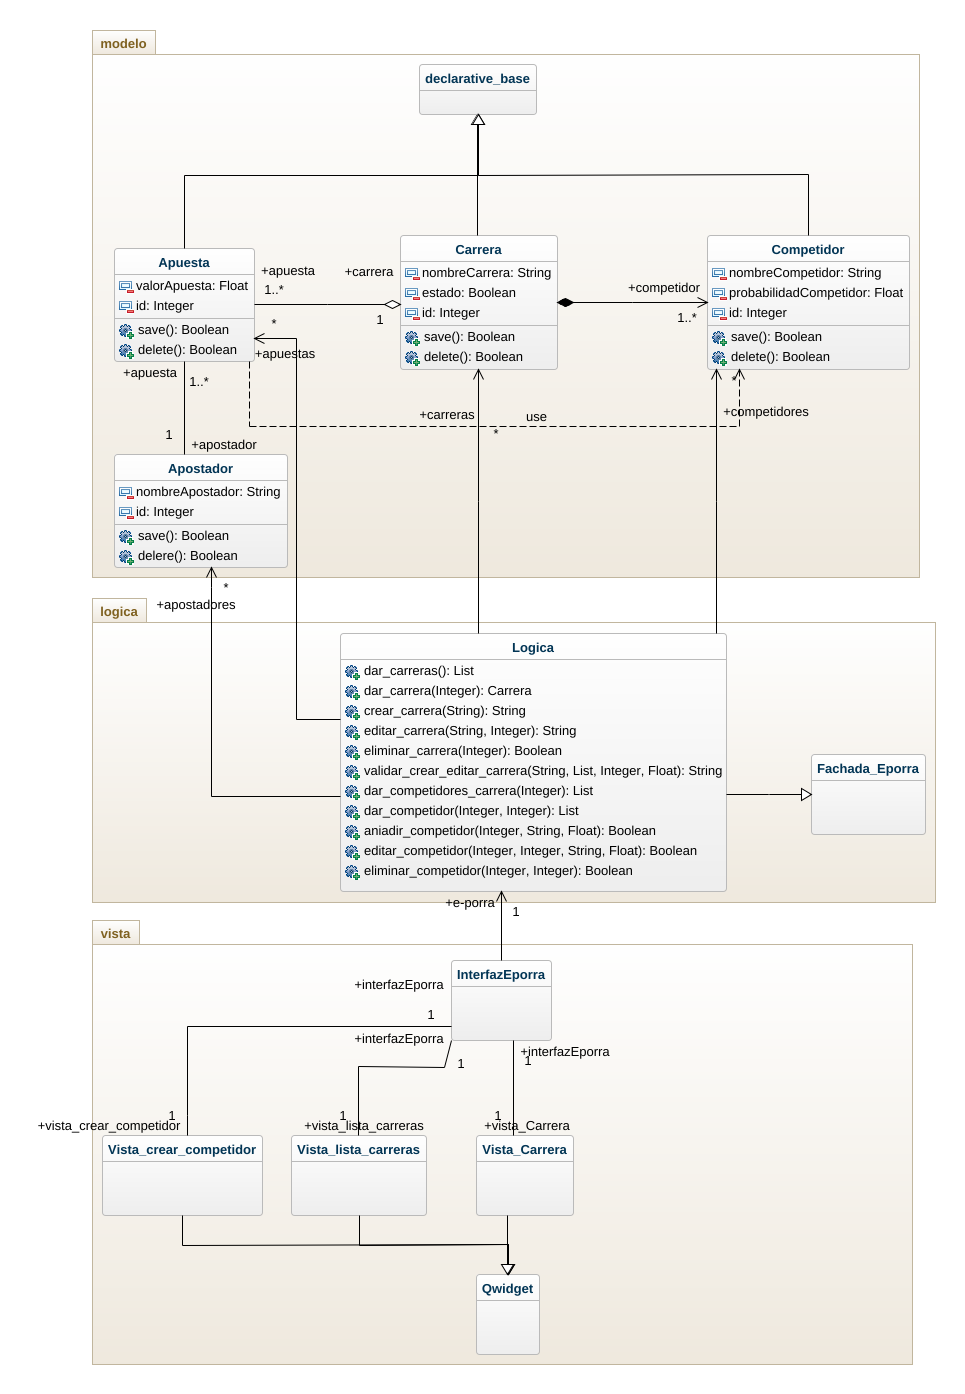 modelo
declarative_base
Apuesta
valorApuesta: Float
id: Integer
save(): Boolean
delete(): Boolean
+apuesta
1..*
+carrera
1
Carrera
nombreCarrera: String
estado: Boolean
id: Integer
save(): Boolean
delete(): Boolean
+competidor
1..*
Competidor
nombreCompetidor: String
probabilidadCompetidor: Float
id: Integer
save(): Boolean
delete(): Boolean
*
+apuestas
+apuesta
1..*
1
+apostador
+carreras
*
use
*
+competidores
Apostador
nombreApostador: String
id: Integer
save(): Boolean
delere(): Boolean
*
+apostadores
logica
Logica
dar_carreras(): List
dar_carrera(Integer): Carrera
crear_carrera(String): String
editar_carrera(String, Integer): String
eliminar_carrera(Integer): Boolean
validar_crear_editar_carrera(String, List, Integer, Float): String
dar_competidores_carrera(Integer): List
dar_competidor(Integer, Integer): List
aniadir_competidor(Integer, String, Float): Boolean
editar_competidor(Integer, Integer, String, Float): Boolean
eliminar_competidor(Integer, Integer): Boolean
Fachada_Eporra
+e-porra
1
vista
InterfazEporra
+interfazEporra
1
+interfazEporra
1
+interfazEporra
1
1
+vista_crear_competidor
1
+vista_lista_carreras
1
+vista_Carrera
Vista_crear_competidor
Vista_lista_carreras
Vista_Carrera
Qwidget